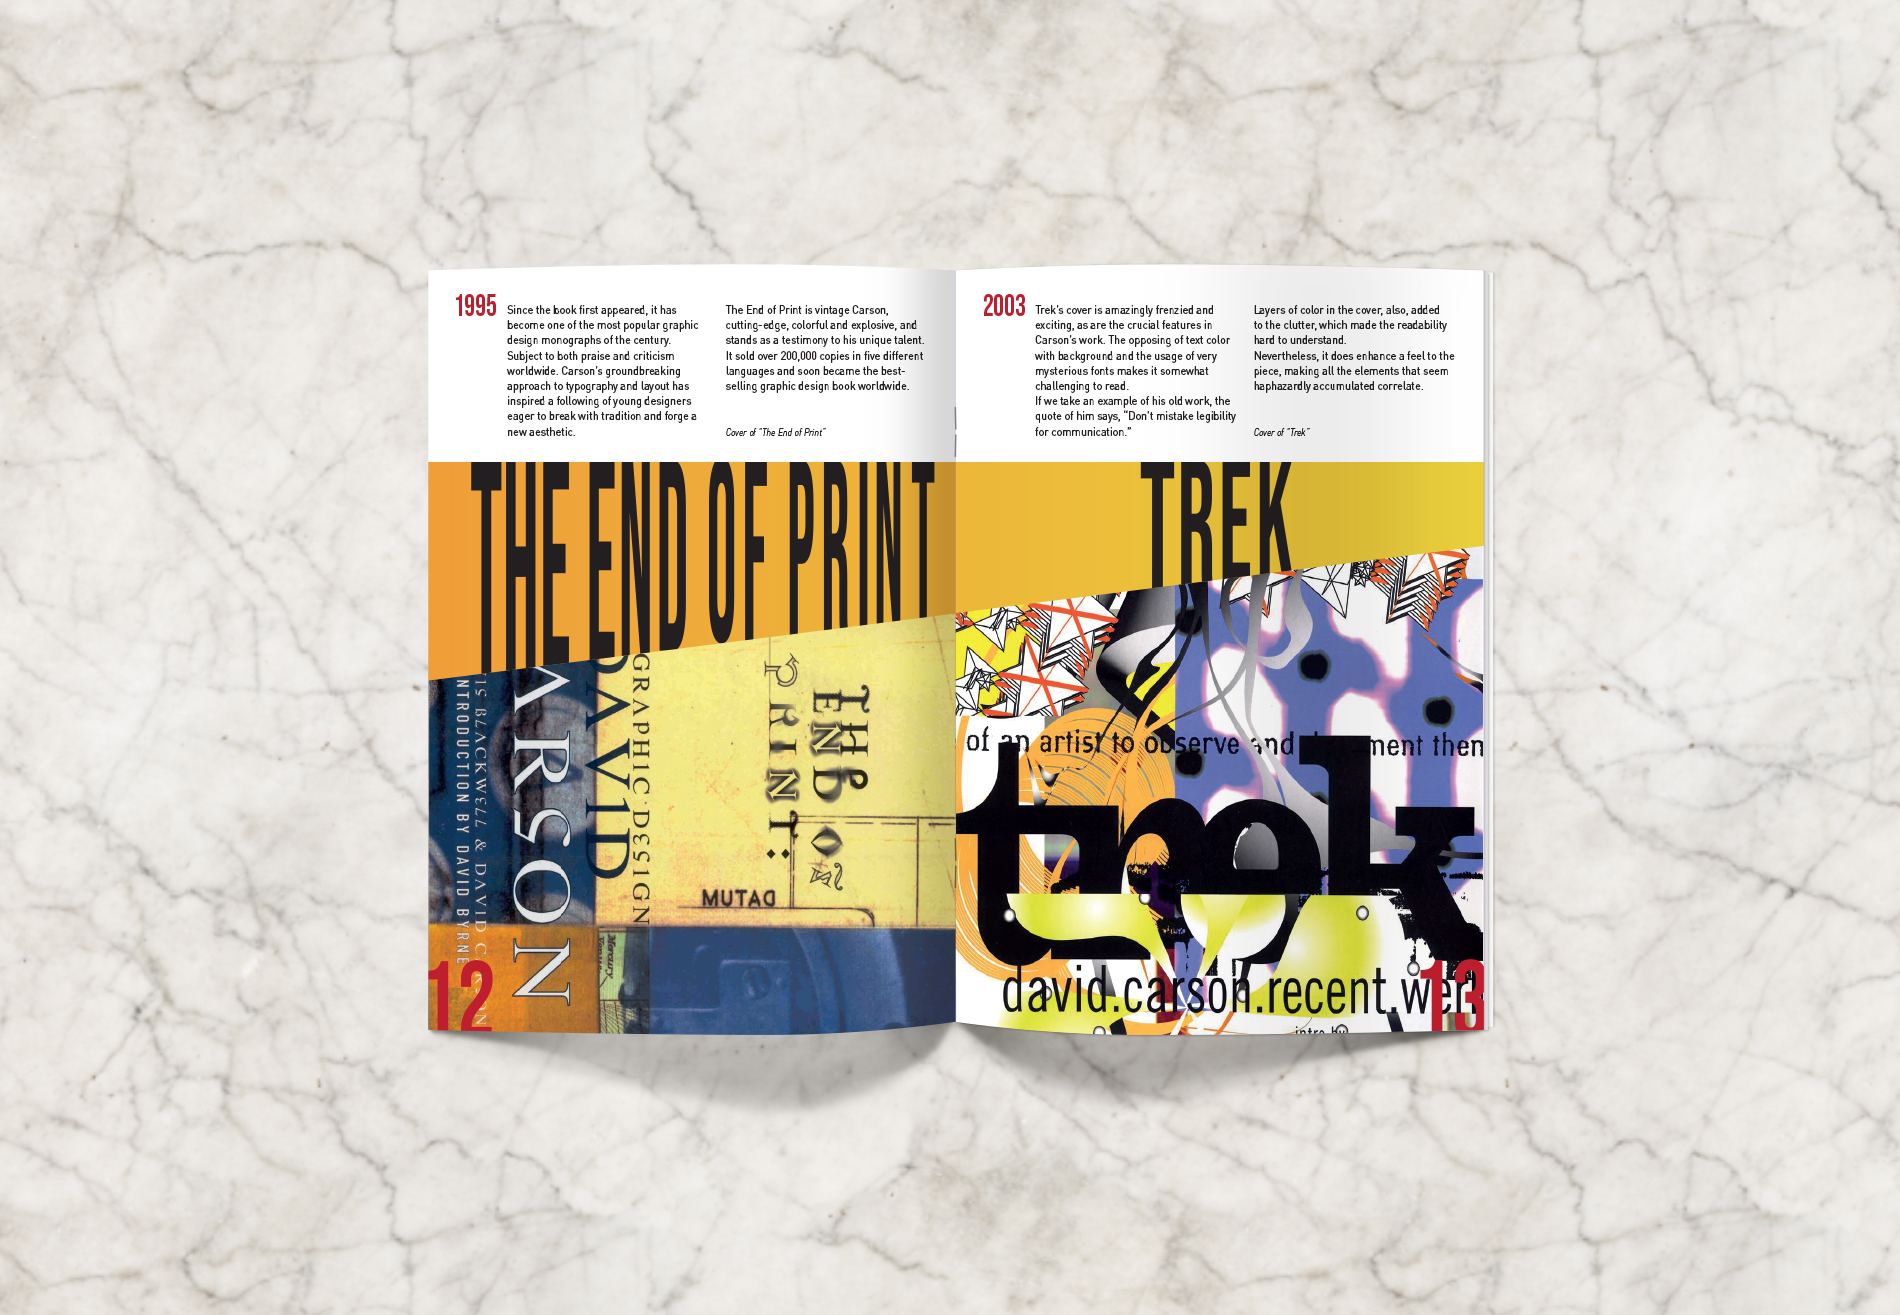 1995
Since the book first appeared, it has
become one of the most popular graphic
design monographs of the century.
Subject to both praise and criticism
worldwide. Carson's groundbreaking
approach to typography and layout has
inspired a following of young designers
eager to break with tradition and forge a
new aesthetic.
The End of Print is vintage Carson,
cutting-edge, colorful and explosive, and
stands as a testimony to his unique talent.
It sold over 200,000 copies in five different
languages and soon became the best-
selling graphic design book worldwide.
Cover of "The End of Print"
THE END OF PRINT
NTRODUCTION BY DAVID BYRNE
IS BLACKWELL & DAVID C
ARSON
DAVID
GRAPHIC DESIGN
THE
END OF
PRINT:
DATUM
12
2003
Trek's cover is amazingly frenzied and
exciting, as are the crucial features in
Carson's work. The opposing of text color
with background and the usage of very
mysterious fonts makes it somewhat
challenging to read.
If we take an example of his old work, the
quote of him says, “Don't mistake legibility
for communication.”
Layers of color in the cover, also, added
to the clutter, which made the readability
hard to understand.
Nevertheless, it does enhance a feel to the
piece, making all the elements that seem
haphazardly accumulated correlate.
Cover of "Trek"
TREK
of an artist to observe and ment them
trek
david.carson.recent.wer
intro by
13